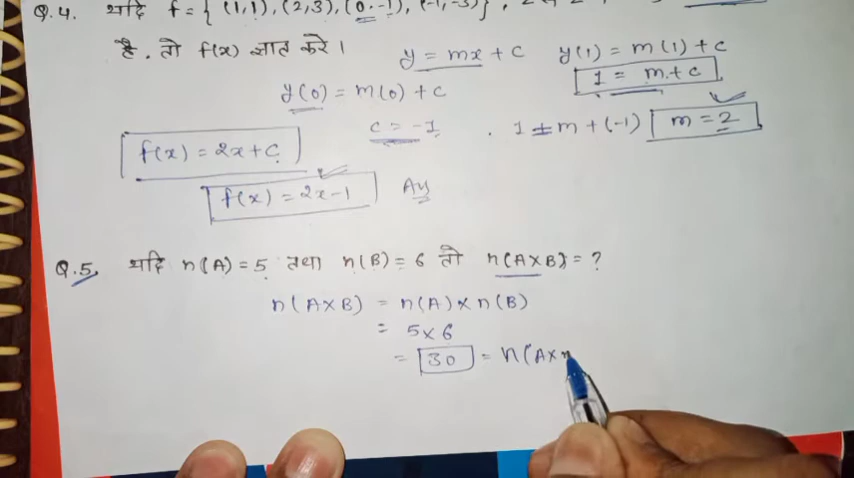 Q.4. यदि f = { (1,1), (2,3), (0,-1), (-1,-3)},
है, तो f(x) ज्ञात करे।
y = mx + c
y(1) = m(1) + c
1 = m + c
y(0) = m(0) + c
c = -1
1 = m + (-1)
m = 2
f(x) = 2x + c
f(x) = 2x - 1 Ans
Q.5. यदि n(A) = 5 तथा n(B) = 6 तो n(A×B) = ?
n(A×B) = n(A) × n(B)
= 5×6
= 30 = n(A×